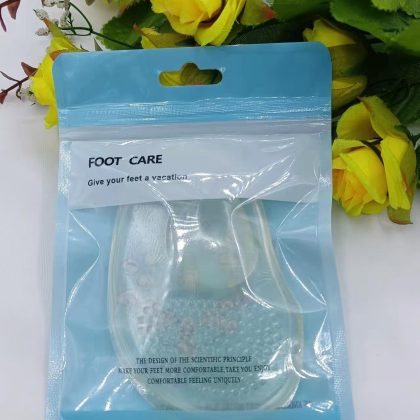 FOOT CARE
Give your feet a vacation
THE DESIGN OF THE SCIENTIFIC PRINCIPLE
MAKE YOUR FEET MORE COMFORTABLE,TAKE YOU ENJOY
COMFORTABLE FEELING UNIQUELY